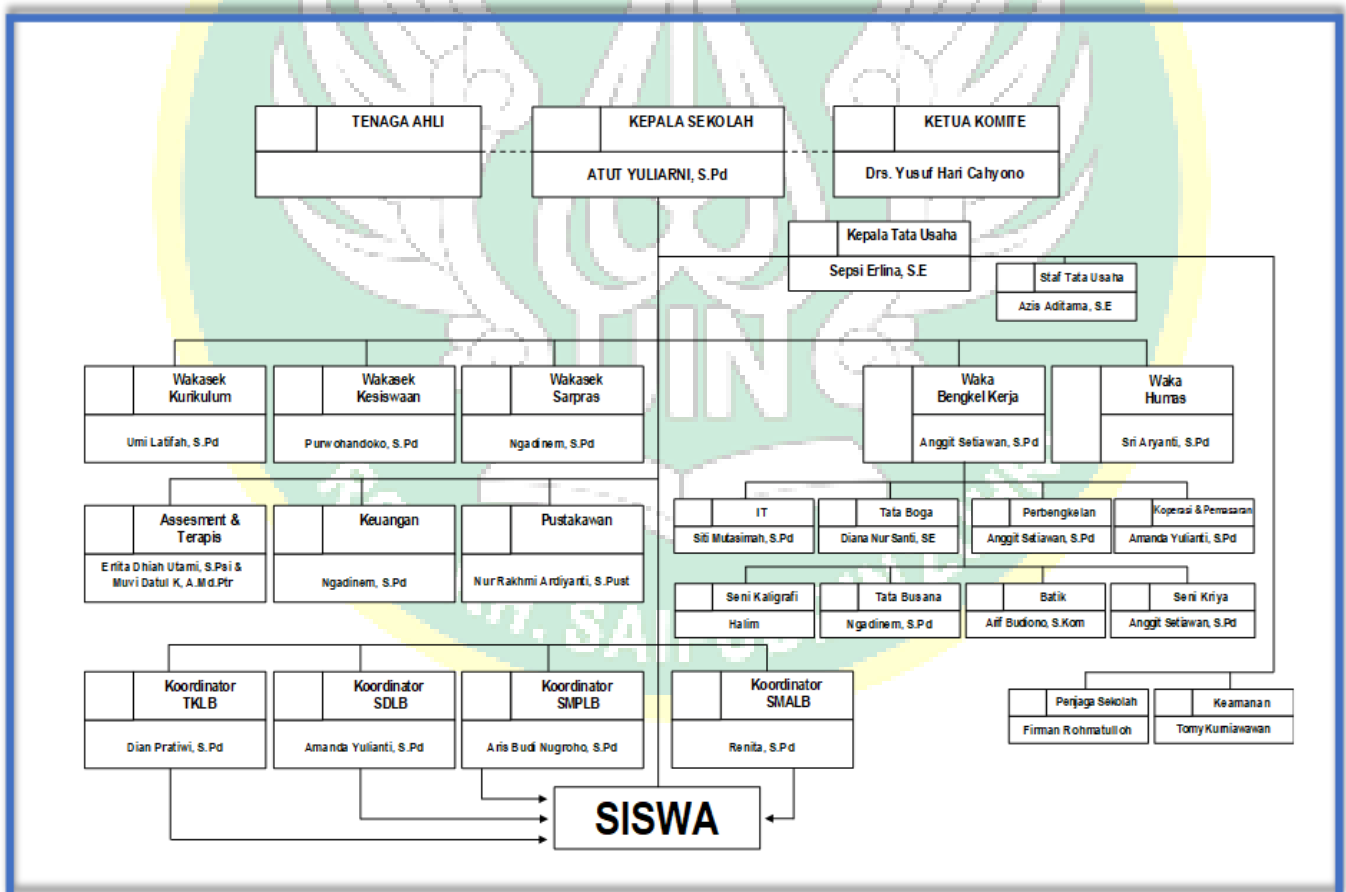 TENAGA AHLI
KEPALA SEKOLAH
ATUT YULIARNI, S.Pd
KETUA KOMITE
Drs. Yusuf Hari Cahyono
Kepala Tata Usaha
Sepsi Erlina, S.E
Staf Tata Usaha
Azis Aditama, S.E
Wakasek
Kurikulum
Umi Latifah, S.Pd
Wakasek
Kesiswaan
Purwohandoko, S.Pd
Wakasek
Sarpras
Ngadinem, S.Pd
Waka
Bengkel Kerja
Anggit Setiawan, S.Pd
Waka
Humas
Sri Aryanti, S.Pd
Assesment &
Terapis
Erlita Dhiah Utami, S.Psi &
Muvi Datul K, A.Md.Ptr
Keuangan
Ngadinem, S.Pd
Pustakawan
Nur Rakhmi Ardiyanti, S.Pust
IT
Siti Mutasimah, S.Pd
Tata Boga
Diana Nur Santi, SE
Perbengkelan
Anggit Setiawan, S.Pd
Koperasi & Pemasaran
Amanda Yulianti, S.Pd
Seni Kaligrafi
Halim
Tata Busana
Ngadinem, S.Pd
Batik
Arif Budiono, S.Kom
Seni Kriya
Anggit Setiawan, S.Pd
Koordinator
TKLB
Dian Pratiwi, S.Pd
Koordinator
SDLB
Amanda Yulianti, S.Pd
Koordinator
SMPLB
Aris Budi Nugroho, S.Pd
Koordinator
SMALB
Renita, S.Pd
Penjaga Sekolah
Firman Rohmatulloh
Keamanan
Tomy Kurniawawan
SISWA
UIN